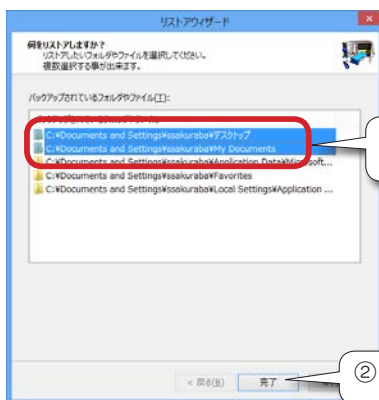 リストアウィザード
何をリストアしますか？
リストアしたいフォルダやファイルを選択してください。
複数選択する事が出来ます。
バックアップされているフォルダやファイル(I):
C:¥Documents and Settings¥ssakuraba¥デスクトップ
C:¥Documents and Settings¥ssakuraba¥My Documents
C:¥Documents and Settings¥ssakuraba¥Application Data¥Microsoft...
C:¥Documents and Settings¥ssakuraba¥Favorites
C:¥Documents and Settings¥ssakuraba¥Local Settings¥Application ...
< 戻る(B) 完了
②